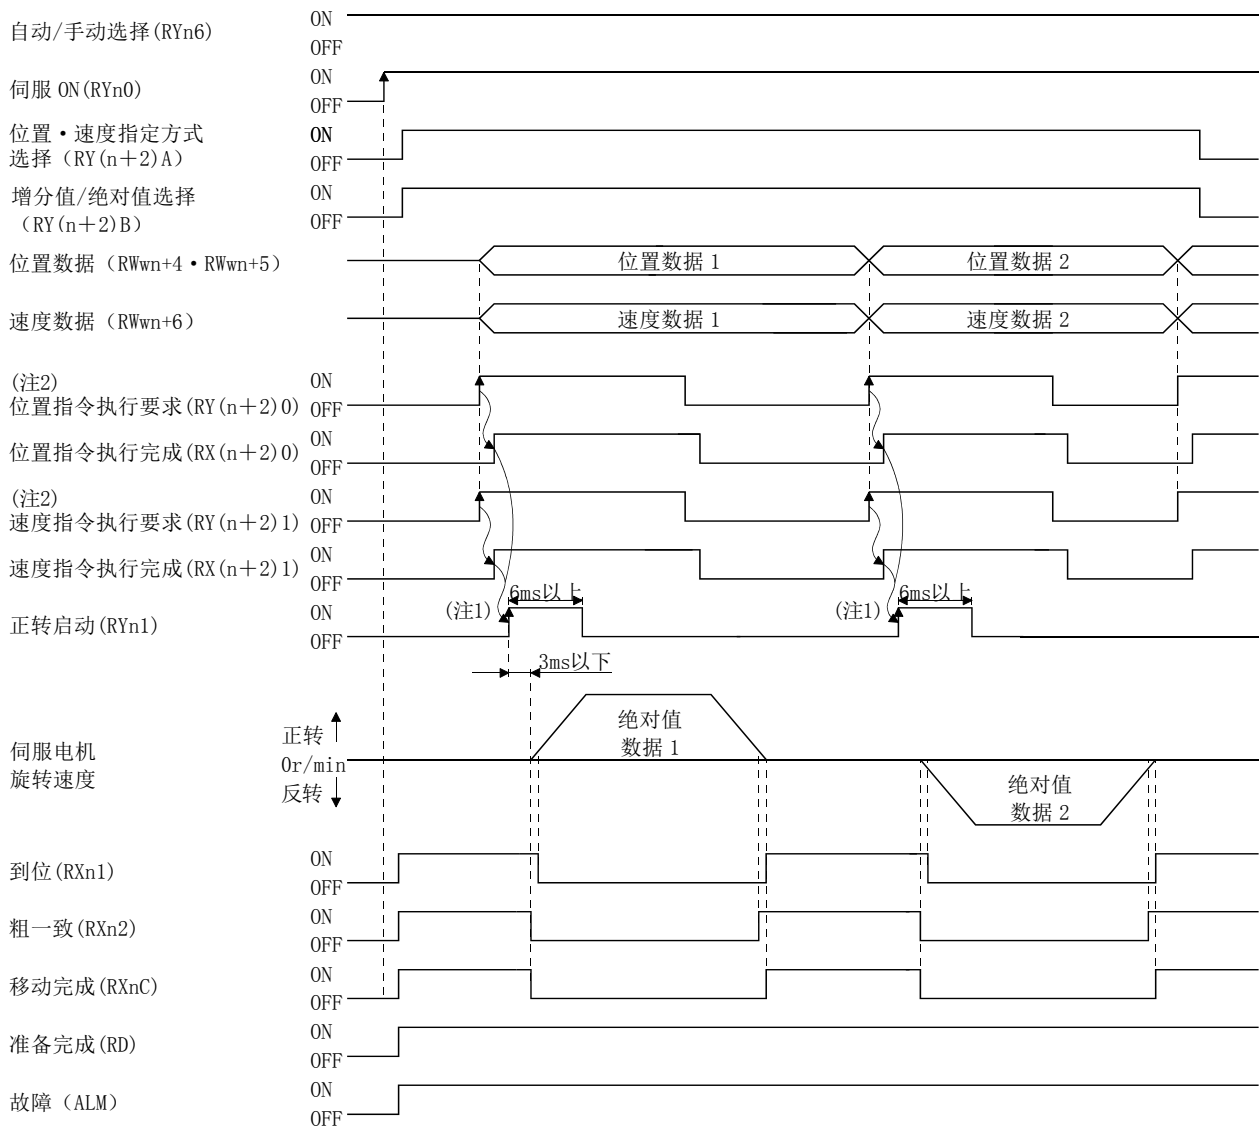 自动/手动选择(RYn6)
ON
OFF
伺服 ON(RYn0)
ON
OFF
位置・速度指定方式
选择（RY(n＋2)A）
ON
OFF
增分值/绝对值选择
（RY(n＋2)B）
ON
OFF
位置数据（RWwn+4・RWwn+5）
位置数据 1
位置数据 2
速度数据（RWwn+6）
速度数据 1
速度数据 2
(注2)
位置指令执行要求(RY(n＋2)0)
ON
OFF
位置指令执行完成(RX(n＋2)0)
ON
OFF
(注2)
速度指令执行要求(RY(n＋2)1)
ON
OFF
速度指令执行完成(RX(n＋2)1)
ON
OFF
正转启动(RYn1)
ON
OFF
(注1)
6ms以上
(注1)
6ms以上
3ms以下
伺服电机
旋转速度
正转
0r/min
反转
绝对值
数据 1
绝对值
数据 2
到位(RXn1)
ON
OFF
粗一致(RXn2)
ON
OFF
移动完成(RXnC)
ON
OFF
准备完成(RD)
ON
OFF
故障（ALM）
ON
OFF